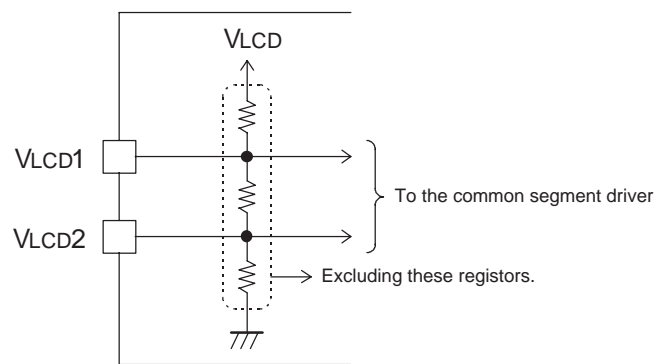 VLCD
VLCD1
To the common segment driver
VLCD2
Excluding these registors.